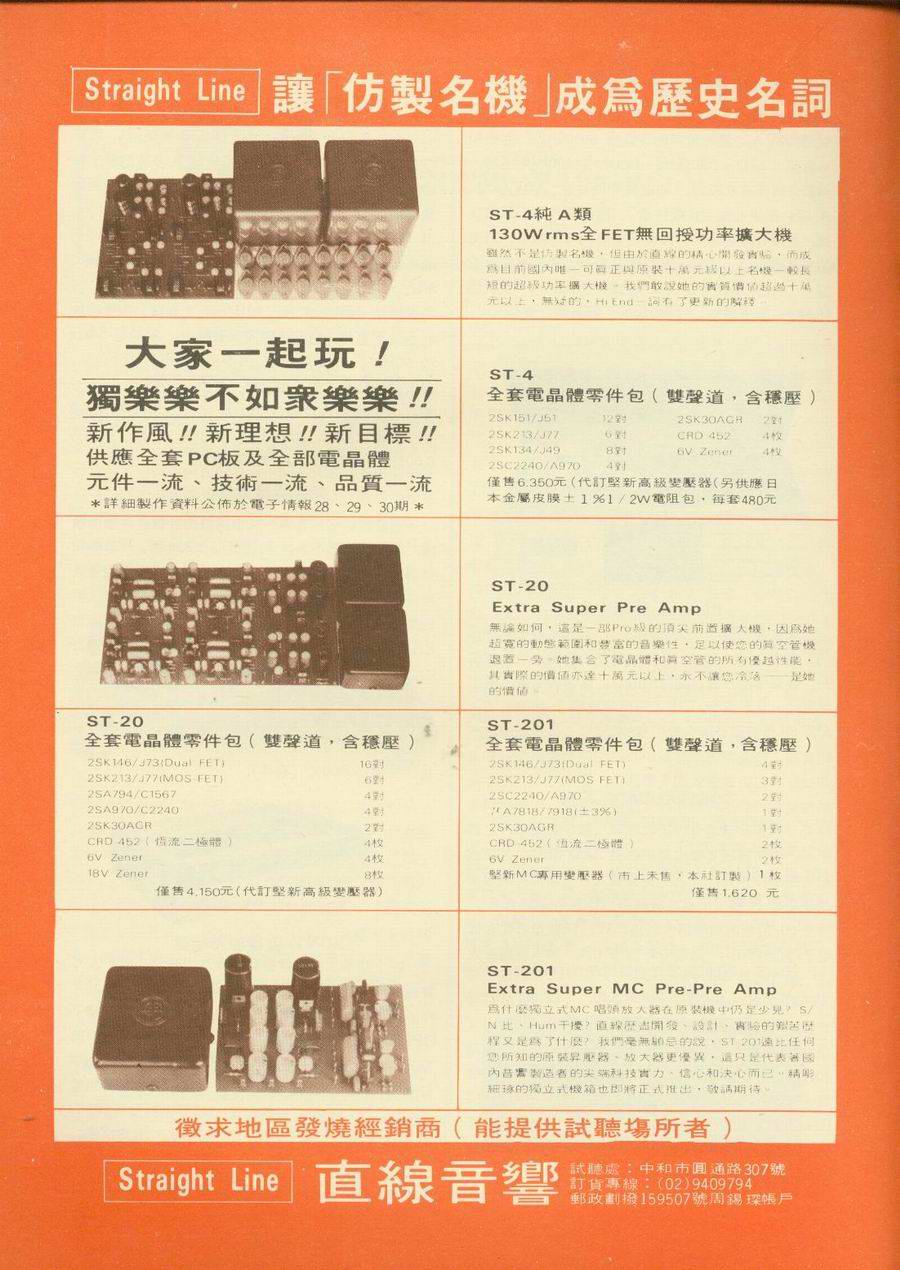 Straight Line 讓「仿製名機」成爲歷史名詞
ST-4純A類
130Wrms全FET無回授功率擴大機
雖然不是仿製名機，但由於直線的精心開發實驗，而成
爲目前國內唯一可眞正與原裝十萬元級以上名機一較長
短的超級功率擴大機。我們敢說她的實質價值超過十萬
元以上，無疑的，Hi End一詞有了更新的解釋。
大家一起玩！
獨樂樂不如衆樂樂!!
新作風!!新理想!!新目標!!
供應全套PC板及全部電晶體
元件一流、技術一流、品質一流
＊詳細製作資料公佈於電子情報28、29、30期＊
ST-4
全套電晶體零件包（雙聲道，含穩壓）
2SK151/J51 12對 2SK30AGR 2對
2SK213/J77 6對 CRD 452 4枚
2SK134/J49 8對 6V Zener 4枚
2SC2240/A970 4對
僅售6,350元(代訂堅新高級變壓器(另供應日
本金屬皮膜±1%1/2W電阻包，每套480元
ST-20
Extra Super Pre Amp
無論如何，這是一部Pro級的頂尖前置擴大機，因爲她
超寬的動態範圍和豐富的音樂性，足以使您的眞空管機
退置一旁。她集合了電晶體和眞空管的所有優越性能，
其實際的價值亦達十萬元以上，永不讓您冷落——是她
的價值。
ST-20
全套電晶體零件包（雙聲道，含穩壓）
2SK146/J73(Dual FET) 16對
2SK213/J77(MOS-FET) 6對
2SA794/C1567 4對
2SA970/C2240 4對
2SK30AGR 2對
CRD-452（恆流二極體） 4枚
6V Zener 4枚
18V Zener 8枚
僅售4,150元(代訂堅新高級變壓器)
ST-201
全套電晶體零件包（雙聲道，含穩壓）
2SK146/J73(Dual FET) 4對
2SK213/J77(MOS FET) 3對
2SC2240/A970 2對
A7818/7918(±3%) 1對
2SK30AGR 1對
CRD-452（恆流二極體） 2枚
6V Zener 2枚
堅新MC專用變壓器（市上未售，本社訂製）1枚
僅售1.620 元
ST-201
Extra Super MC Pre-Pre Amp
爲什麼獨立式MC唱頭放大器在原裝機中仍是少見？S/
N比、Hum干擾？直線歷盡開發、設計、實驗的艱苦歷
程又是爲了什麼？我們毫無顧忌的說，ST-201遠比任何
您所知的原裝昇壓器、放大器更優異，這只是代表著國
內音響製造者的尖端科技實力、信心和決心而已。精彫
細琢的獨立式機箱也即將正式推出，敬請期待。
徵求地區發燒經銷商（能提供試聽場所者）
Straight Line 直線音響
試聽處：中和市圓通路307號
訂貨專線：(02)9409794
郵政劃撥159507號周錫琛帳戶